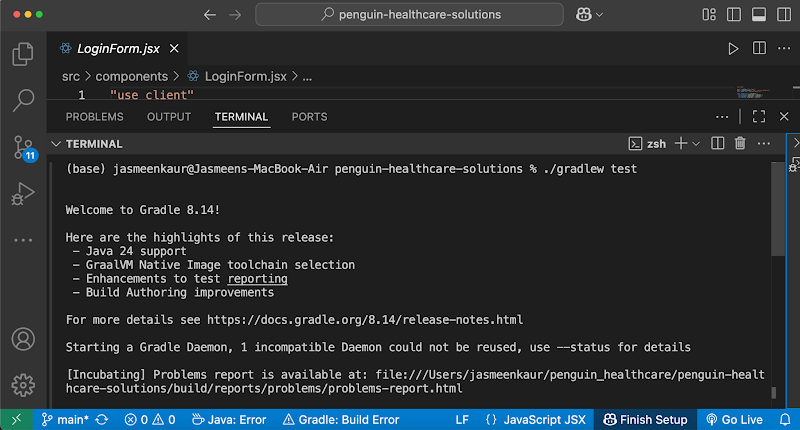 penguin-healthcare-solutions
LoginForm.jsx
src > components > LoginForm.jsx > ...
1 "use client"
PROBLEMS OUTPUT TERMINAL PORTS
TERMINAL
zsh
(base) jasmeenkaur@Jasmeens-MacBook-Air penguin-healthcare-solutions % ./gradlew test
Welcome to Gradle 8.14!
Here are the highlights of this release:
- Java 24 support
- GraalVM Native Image toolchain selection
- Enhancements to test reporting
- Build Authoring improvements
For more details see https://docs.gradle.org/8.14/release-notes.html
Starting a Gradle Daemon, 1 incompatible Daemon could not be reused, use --status for details
[Incubating] Problems report is available at: file:///Users/jasmeenkaur/penguin_healthcare/penguin-healt
hcare-solutions/build/reports/problems/problems-report.html
11
main* 0 0 Java: Error Gradle: Build Error LF {} JavaScript JSX Finish Setup Go Live